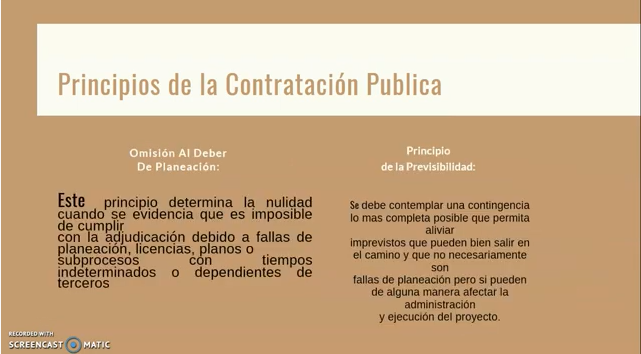 Principios de la Contratación Publica
Omisión Al Deber
De Planeación:
Este principio determina la nulidad
cuando se evidencia que es imposible
de cumplir
con la adjudicación debido a fallas de
planeación, licencias, planos o
subprocesos con tiempos
indeterminados o dependientes de
terceros
Principio
de la Previsibilidad:
Se debe contemplar una contingencia
lo mas completa posible que permita
aliviar
imprevistos que pueden bien salir en
el camino y que no necesariamente
son
fallas de planeación pero si pueden
de alguna manera afectar la
administración
y ejecución del proyecto.
RECORDED WITH
SCREENCAST MATIC